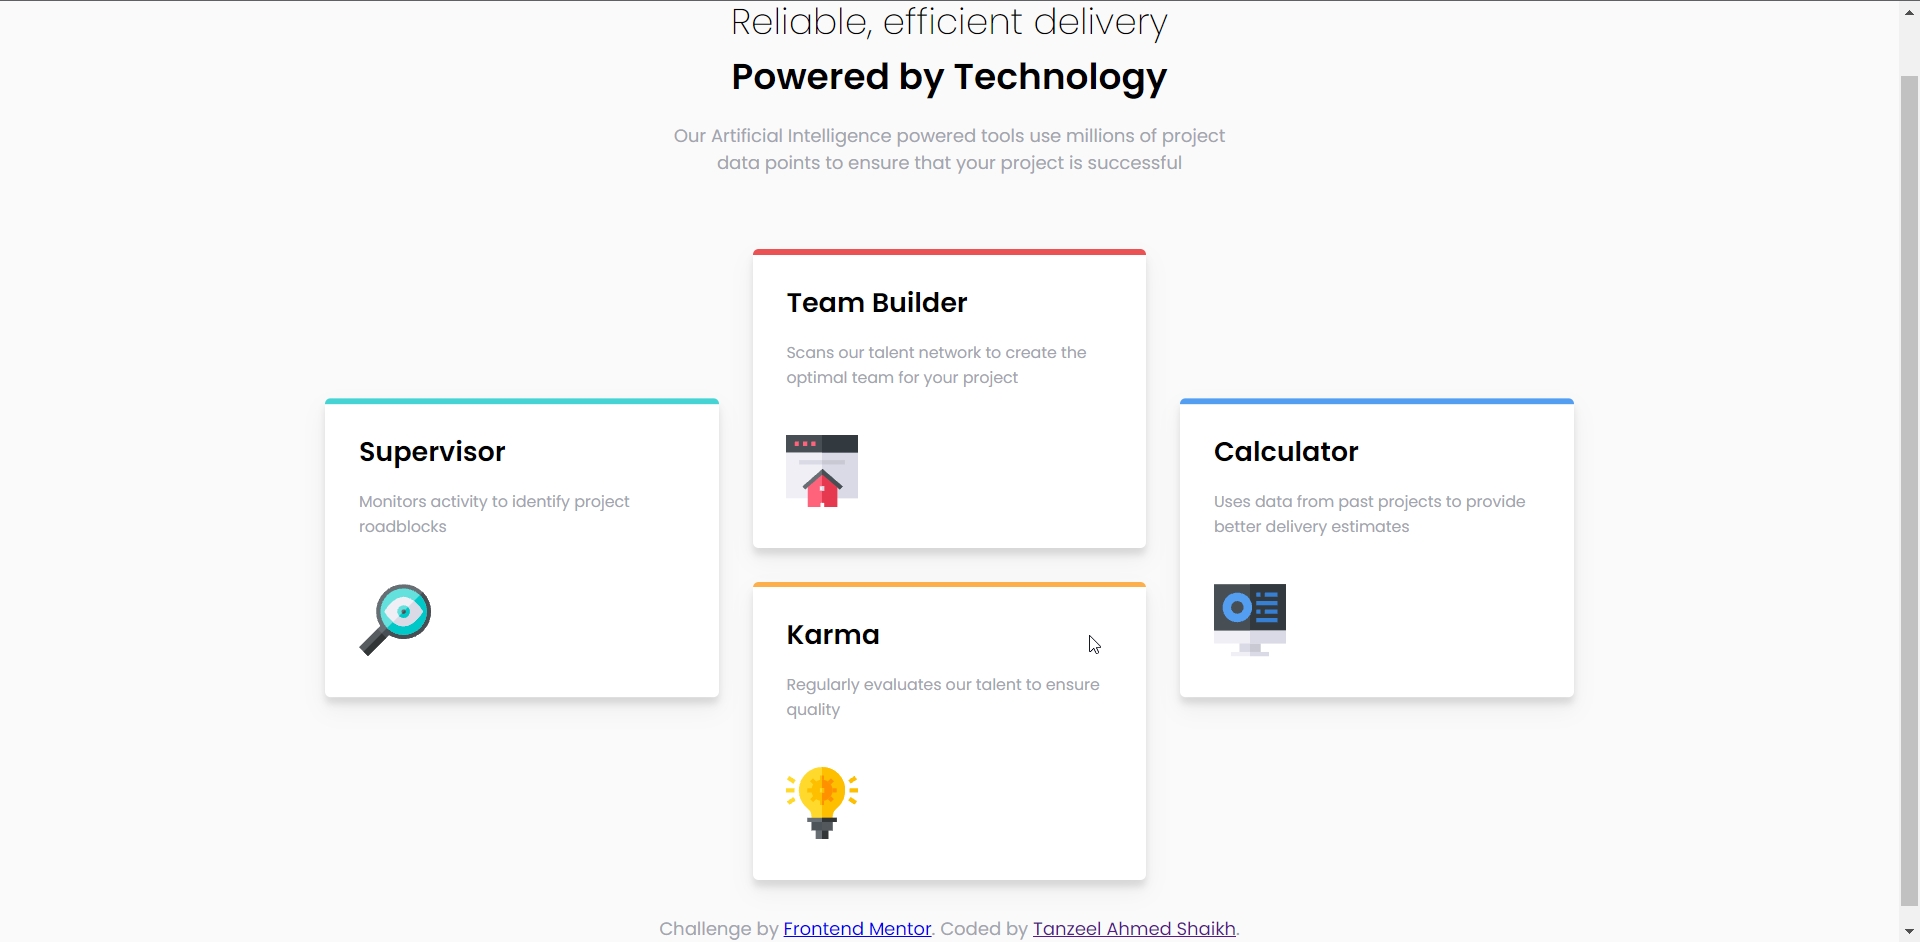 Reliable, efficient delivery
Powered by Technology
Our Artificial Intelligence powered tools use millions of project
data points to ensure that your project is successful
Team Builder
Scans our talent network to create the
optimal team for your project
Supervisor
Monitors activity to identify project
roadblocks
Calculator
Uses data from past projects to provide
better delivery estimates
Karma
Regularly evaluates our talent to ensure
quality
Challenge by Frontend Mentor. Coded by Tanzeel Ahmed Shaikh.